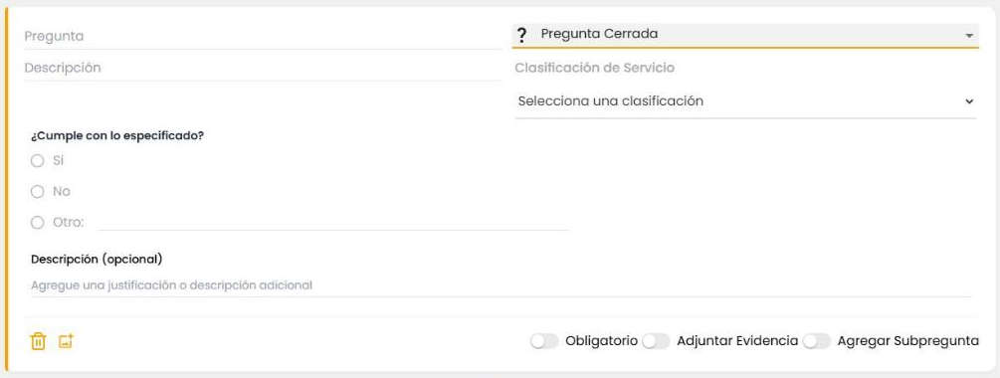 Pregunta
? Pregunta Cerrada
Descripción
Clasificación de Servicio
Selecciona una clasificación
¿Cumple con lo especificado?
Si
No
Otro:
Descripción (opcional)
Agregue una justificación o descripción adicional
Obligatorio Adjuntar Evidencia Agregar Subpregunta